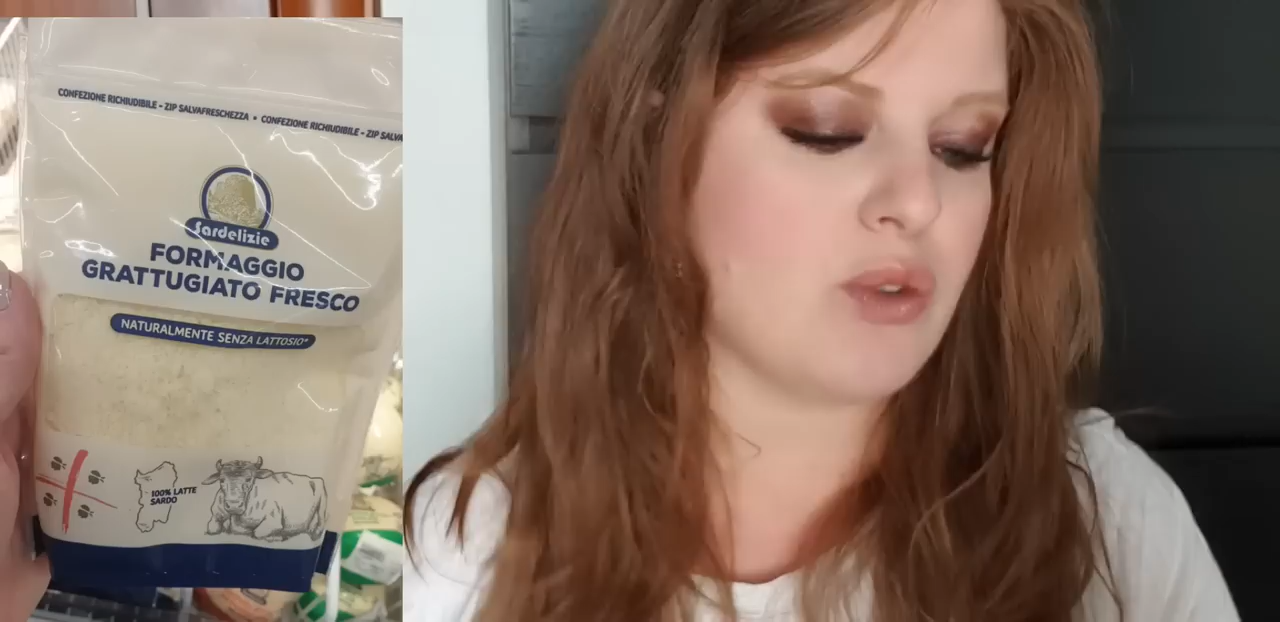 CONFEZIONE RICHIUDIBILE - ZIP SALVAFRESCHEZZA • CONFEZIONE RICHIUDIBILE - ZIP SALVA
Sardelizie
FORMAGGIO
GRATTUGIATO FRESCO
NATURALMENTE SENZA LATTOSIO*
100% LATTE
SARDO